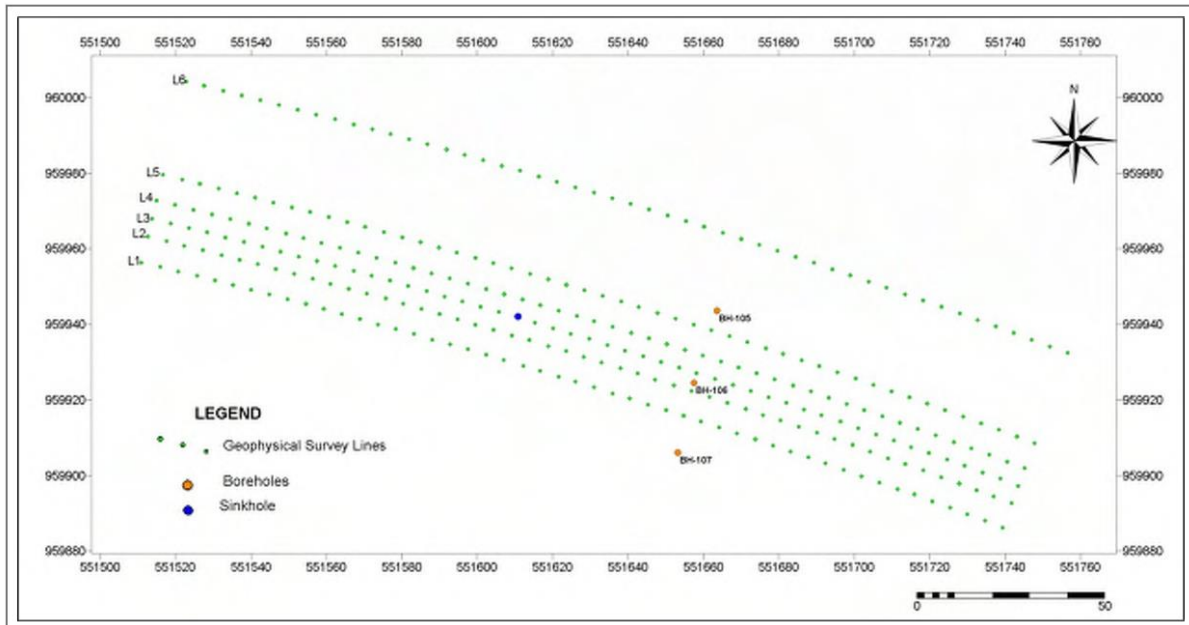 551500 551520 551540 551560 551580 551600 551620 551640 551660 551680 551700 551720 551740 551760
L6
N
960000 960000
959980 959980
L5
L4
L3
L2
959960 959960
L1
959940 959940
BH-105
959920 959920
BH-106
LEGEND
Geophysical Survey Lines
BH-107
959900 959900
Boreholes
Sinkhole
959880 959880
551500 551520 551540 551560 551580 551600 551620 551640 551660 551680 551700 551720 551740 551760
0 50